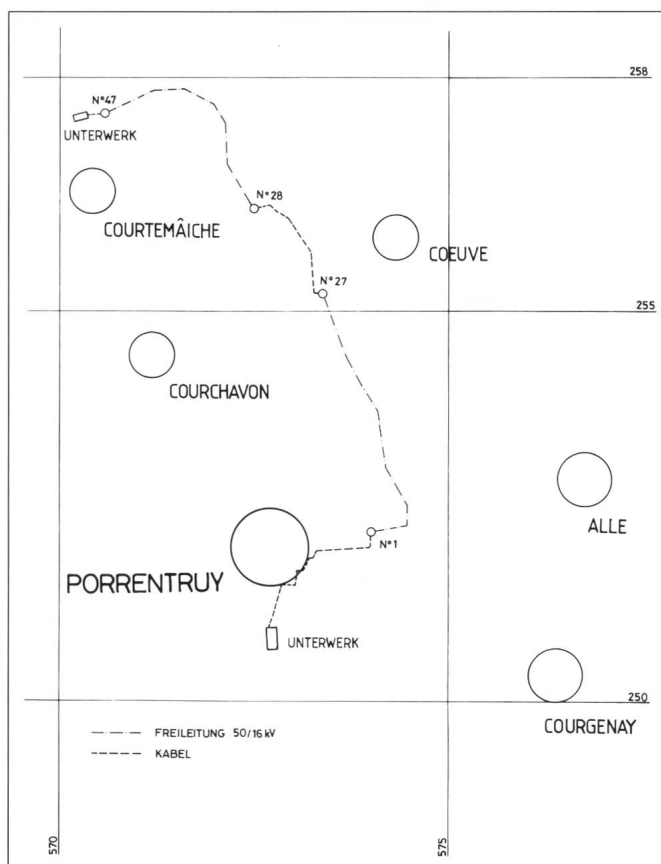 258
N°47
UNTERWERK
N°28
COURTEMÂICHE
COEUVE
N°27
255
COURCHAVON
ALLE
N°1
PORRENTRUY
UNTERWERK
250
COURGENAY
FREILEITUNG 50/16 kV
KABEL
570
575